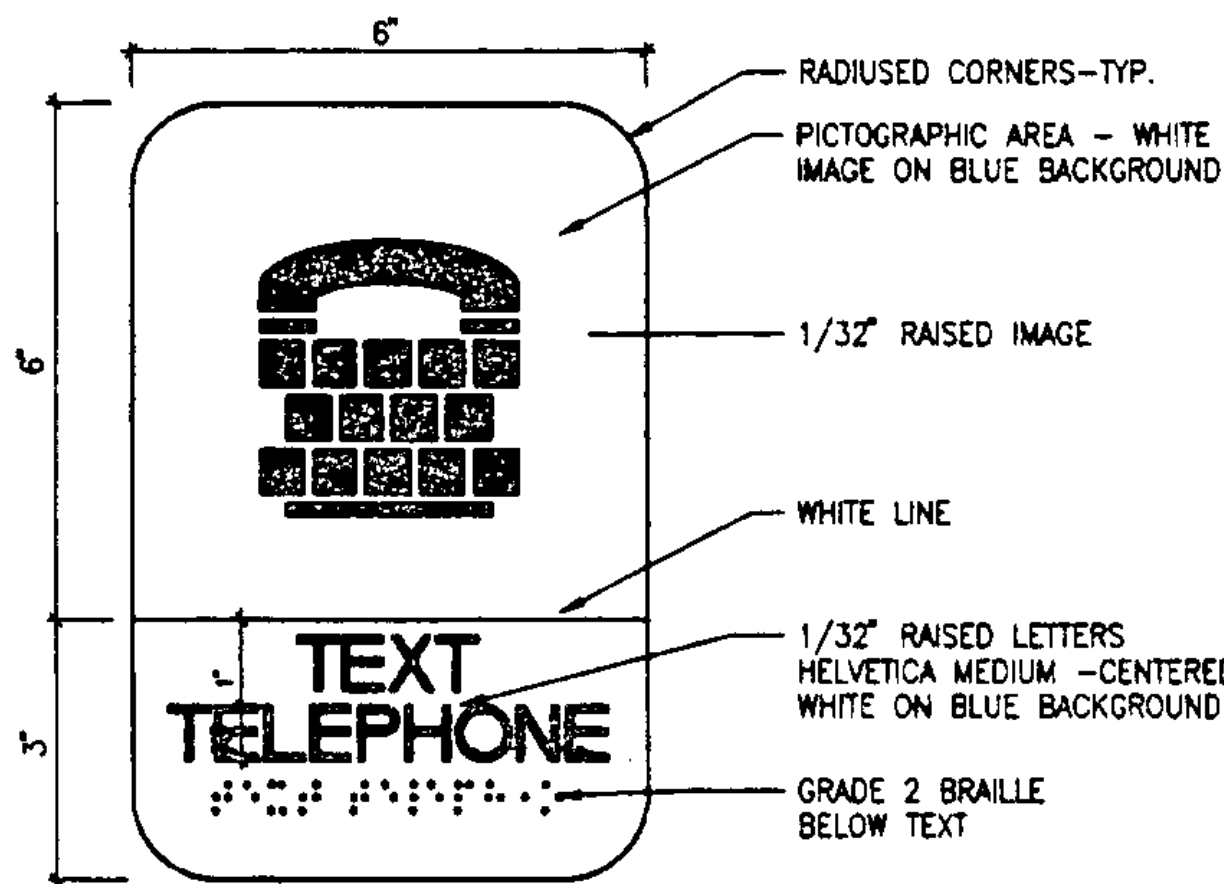 6"
RADIUSED CORNERS-TYP.
PICTOGRAPHIC AREA - WHITE
IMAGE ON BLUE BACKGROUND
6"
1/32" RAISED IMAGE
WHITE LINE
1/32" RAISED LETTERS
HELVETICA MEDIUM -CENTERED
WHITE ON BLUE BACKGROUND
3"
1"
TEXT
TELEPHONE
GRADE 2 BRAILLE
BELOW TEXT